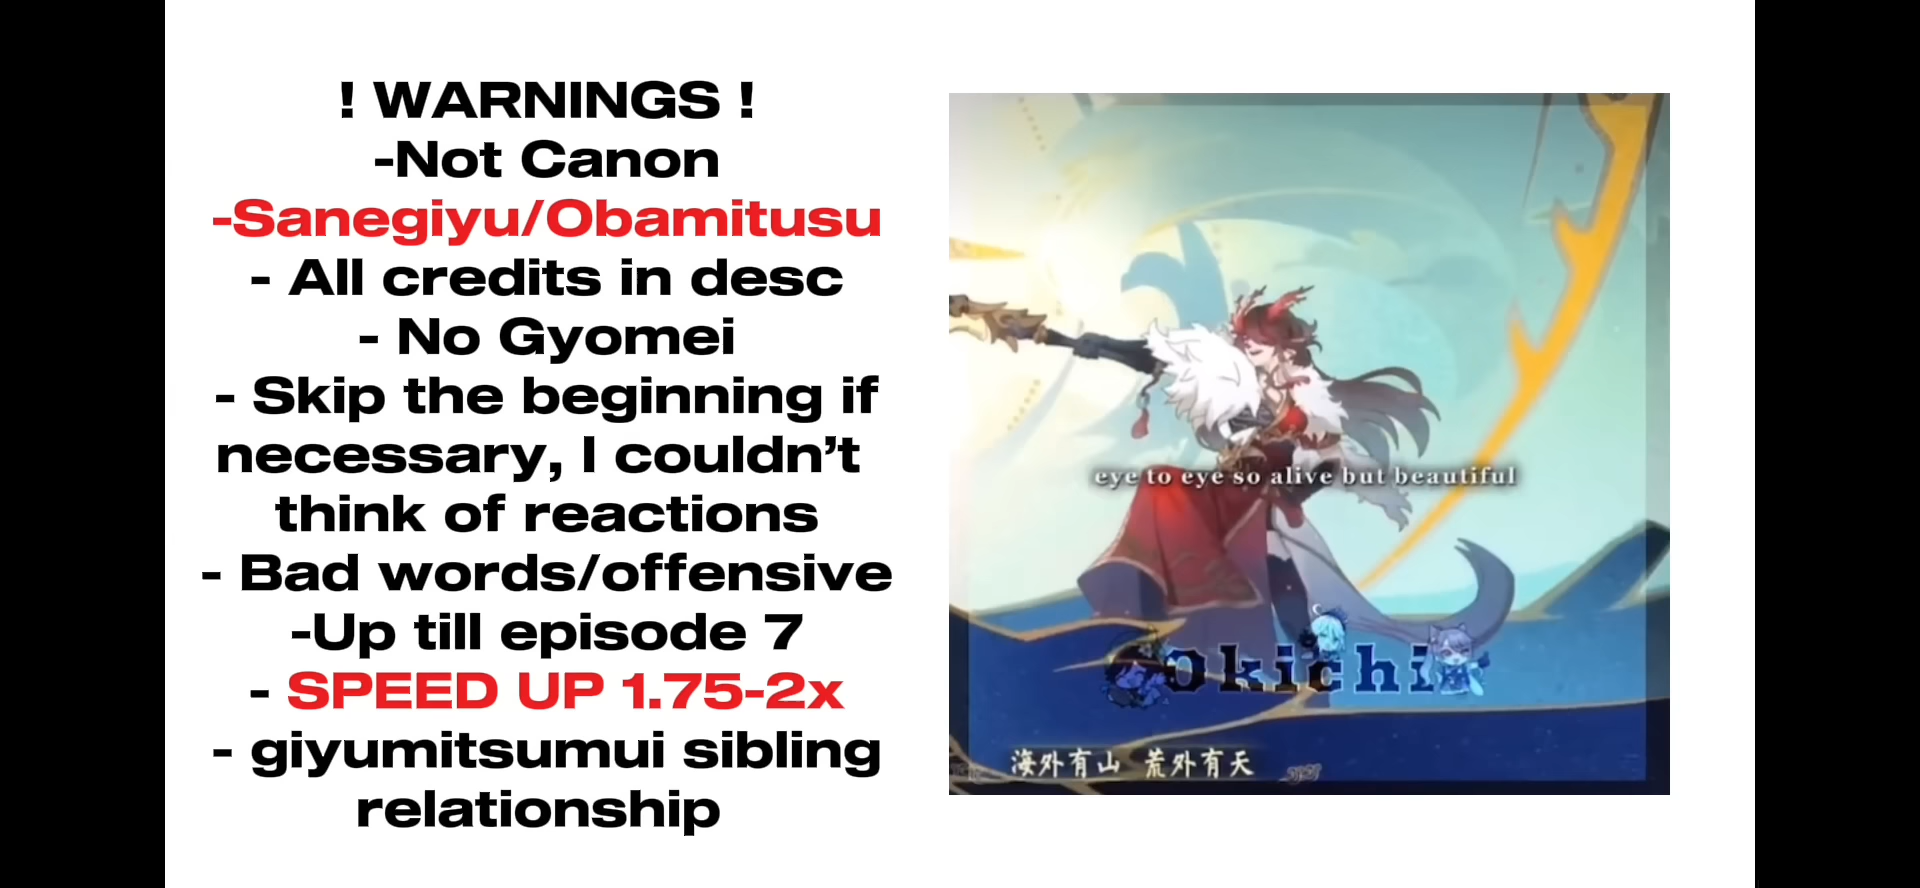 ! WARNINGS !
-Not Canon
-Sanegiyu/Obamitusu
- All credits in desc
- No Gyomei
- Skip the beginning if
necessary, I couldn’t
think of reactions
- Bad words/offensive
-Up till episode 7
- SPEED UP 1.75-2x
- giyumitsumui sibling
relationship
eye to eye so alive but beautiful
Okichi
海外有山 荒外有天